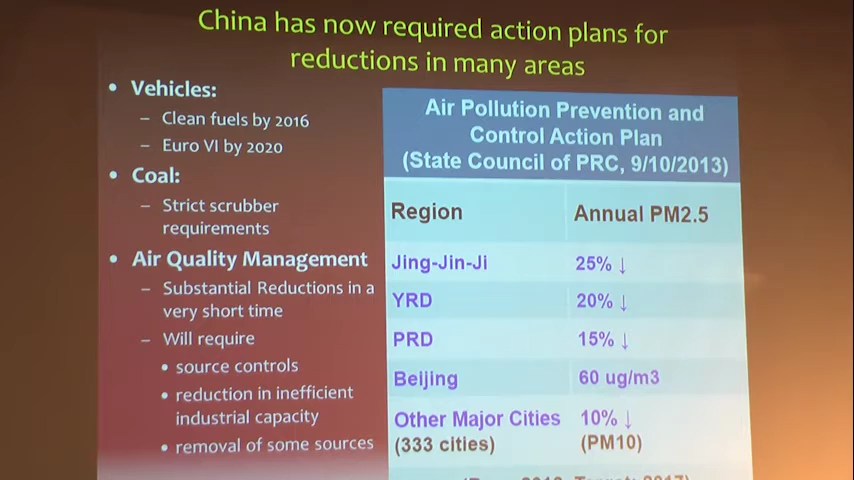 China has now required action plans for
reductions in many areas
• Vehicles:
– Clean fuels by 2016
– Euro VI by 2020
• Coal:
– Strict scrubber
requirements
• Air Quality Management
– Substantial Reductions in a
very short time
– Will require
• source controls
• reduction in inefficient
industrial capacity
• removal of some sources
Air Pollution Prevention and
Control Action Plan
(State Council of PRC, 9/10/2013)
Region Annual PM2.5
Jing-Jin-Ji 25% ↓
YRD 20% ↓
PRD 15% ↓
Beijing 60 ug/m3
Other Major Cities 10% ↓
(333 cities) (PM10)